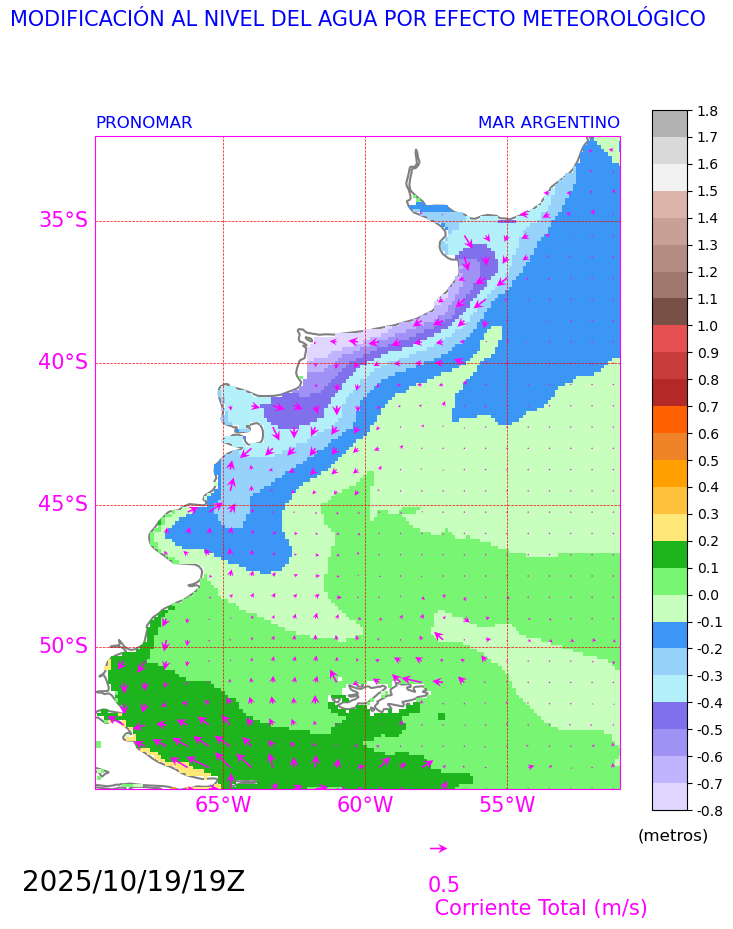 MODIFICACIÓN AL NIVEL DEL AGUA POR EFECTO METEOROLÓGICO
PRONOMAR
MAR ARGENTINO
35°S
40°S
45°S
50°S
65°W
60°W
55°W
1.8
1.7
1.6
1.5
1.4
1.3
1.2
1.1
1.0
0.9
0.8
0.7
0.6
0.5
0.4
0.3
0.2
0.1
0.0
-0.1
-0.2
-0.3
-0.4
-0.5
-0.6
-0.7
-0.8
(metros)
2025/10/19/19Z
0.5
Corriente Total (m/s)